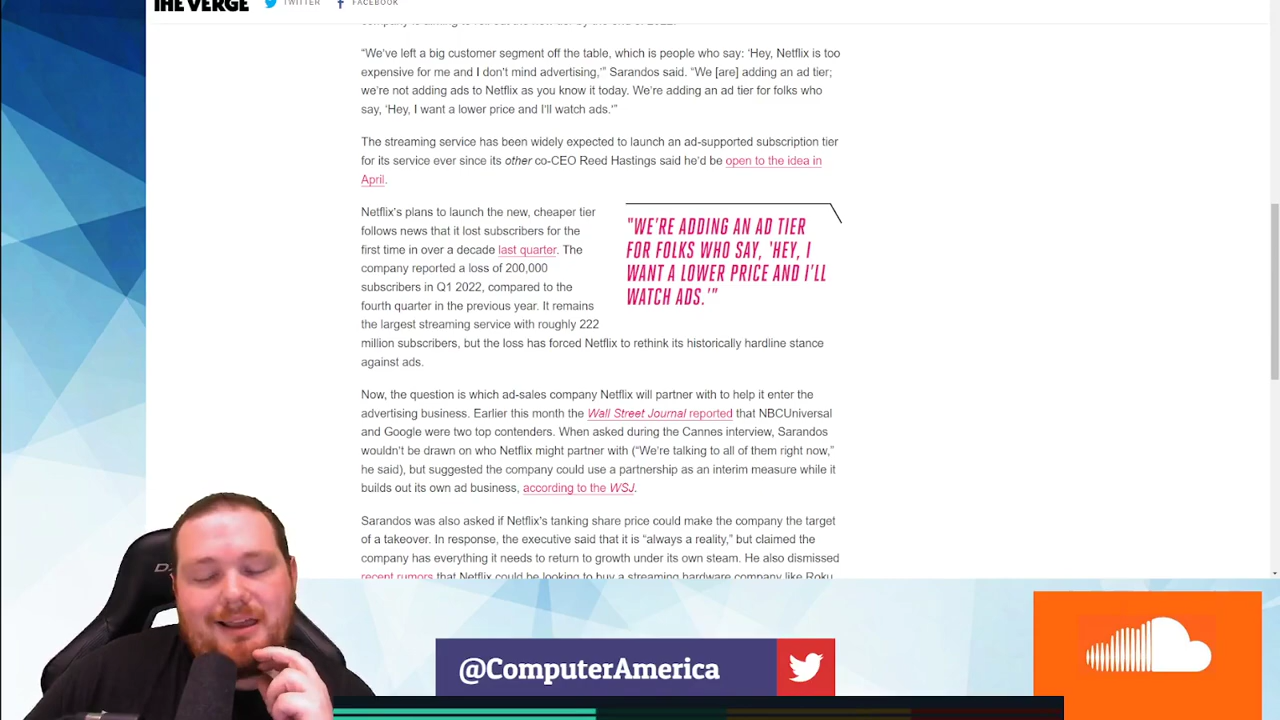 THE VERGE
TWITTER
FACEBOOK
company is aiming to roll out the new tier by the end of 2022.
“We’ve left a big customer segment off the table, which is people who say: ‘Hey, Netflix is too
expensive for me and I don’t mind advertising,’” Sarandos said. “We [are] adding an ad tier;
we’re not adding ads to Netflix as you know it today. We’re adding an ad tier for folks who
say, ‘Hey, I want a lower price and I’ll watch ads.’”
The streaming service has been widely expected to launch an ad-supported subscription tier
for its service ever since its other co-CEO Reed Hastings said he’d be open to the idea in
April.
Netflix’s plans to launch the new, cheaper tier
follows news that it lost subscribers for the
first time in over a decade last quarter. The
company reported a loss of 200,000
subscribers in Q1 2022, compared to the
fourth quarter in the previous year. It remains
the largest streaming service with roughly 222
million subscribers, but the loss has forced Netflix to rethink its historically hardline stance
against ads.
"WE’RE ADDING AN AD TIER
FOR FOLKS WHO SAY, ‘HEY, I
WANT A LOWER PRICE AND I’LL
WATCH ADS.’”
Now, the question is which ad-sales company Netflix will partner with to help it enter the
advertising business. Earlier this month the Wall Street Journal reported that NBCUniversal
and Google were two top contenders. When asked during the Cannes interview, Sarandos
wouldn’t be drawn on who Netflix might partner with (“We’re talking to all of them right now,”
he said), but suggested the company could use a partnership as an interim measure while it
builds out its own ad business, according to the WSJ.
Sarandos was also asked if Netflix’s tanking share price could make the company the target
of a takeover. In response, the executive said that it is “always a reality,” but claimed the
company has everything it needs to return to growth under its own steam. He also dismissed
recent rumors that Netflix could be looking to buy a streaming hardware company like Roku.
@ComputerAmerica